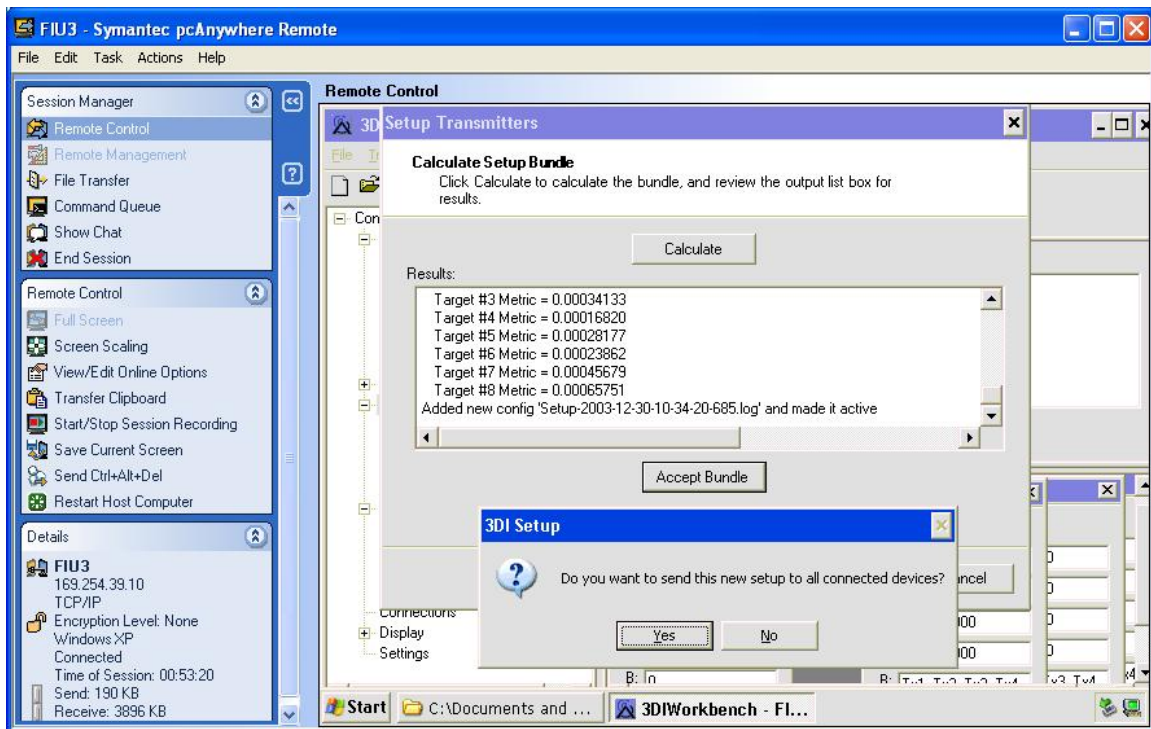 FIU3 - Symantec pcAnywhere Remote
File Edit Task Actions Help
Session Manager
Remote Control
Remote Management
File Transfer
Command Queue
Show Chat
End Session
Remote Control
Full Screen
Screen Scaling
View/Edit Online Options
Transfer Clipboard
Start/Stop Session Recording
Save Current Screen
Send Ctrl+Alt+Del
Restart Host Computer
Details
FIU3
169.254.39.10
TCP/IP
Encryption Level: None
Windows XP
Connected
Time of Session: 00:53:20
Send: 190 KB
Receive: 3896 KB
Remote Control
3D
Setup Transmitters
File
Calculate Setup Bundle
Click Calculate to calculate the bundle, and review the output list box for
results.
Con
Calculate
Results:
Target #3 Metric = 0.00034133
Target #4 Metric = 0.00016820
Target #5 Metric = 0.00028177
Target #6 Metric = 0.00023862
Target #7 Metric = 0.00045679
Target #8 Metric = 0.00065751
Added new config 'Setup-2003-12-30-10-34-20-685.log' and made it active
Accept Bundle
3DI Setup
Do you want to send this new setup to all connected devices?
Yes
No
ncel
Connections
Display
Settings
B:
Start
C:\Documents and ...
3DIWorkbench - FI...